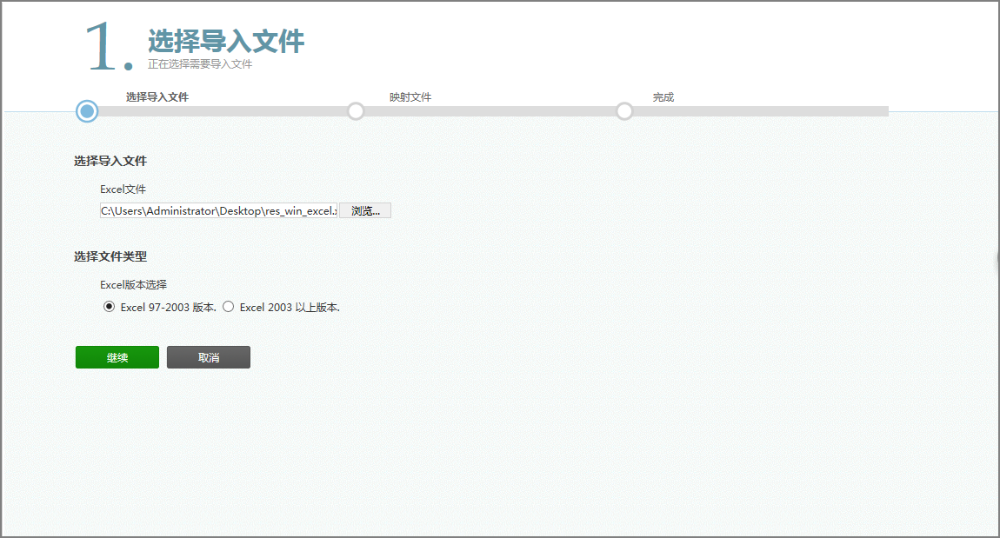 1. 选择导入文件
正在选择需要导入文件
选择导入文件 映射文件 完成
选择导入文件
Excel文件
C:\Users\Administrator\Desktop\res_win_excel.x 浏览...
选择文件类型
Excel版本选择
Excel 97-2003 版本. Excel 2003 以上版本.
继续 取消